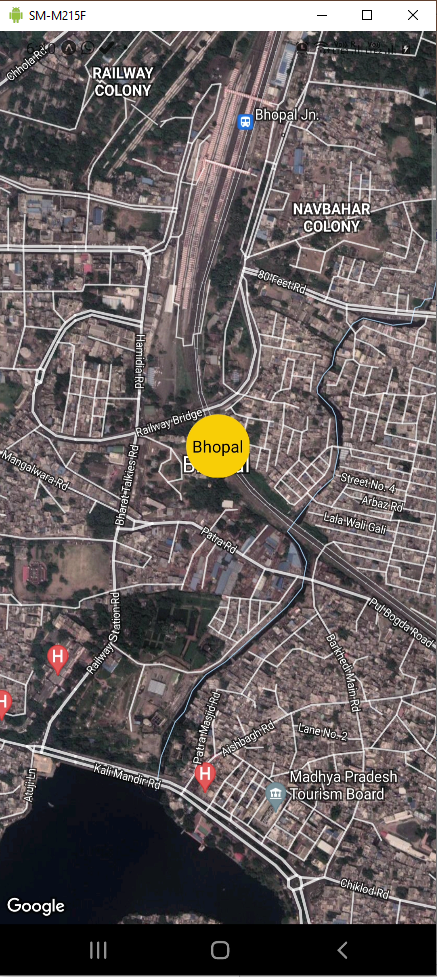 SM-M215F
Chhola Rd
RAILWAY
COLONY
Bhopal Jn.
NAVBAHAR
COLONY
80 Feet Rd
Hamidia Rd
Railway Bridge
Bhopal
Mangalwara Rd
Bharat Talkies Rd
Street No. 4
Arbaz Rd
Lala Wali Gali
Patra Rd
Pul Bogda Road
Railway Station Rd
Barkhedi Main Rd
H
H
Patra Masjid Rd
Aishbagh Rd
Lane No. 2
Kali Mandir Rd
Atuji Ln
H
Madhya Pradesh
Tourism Board
Chiklod Rd
Google